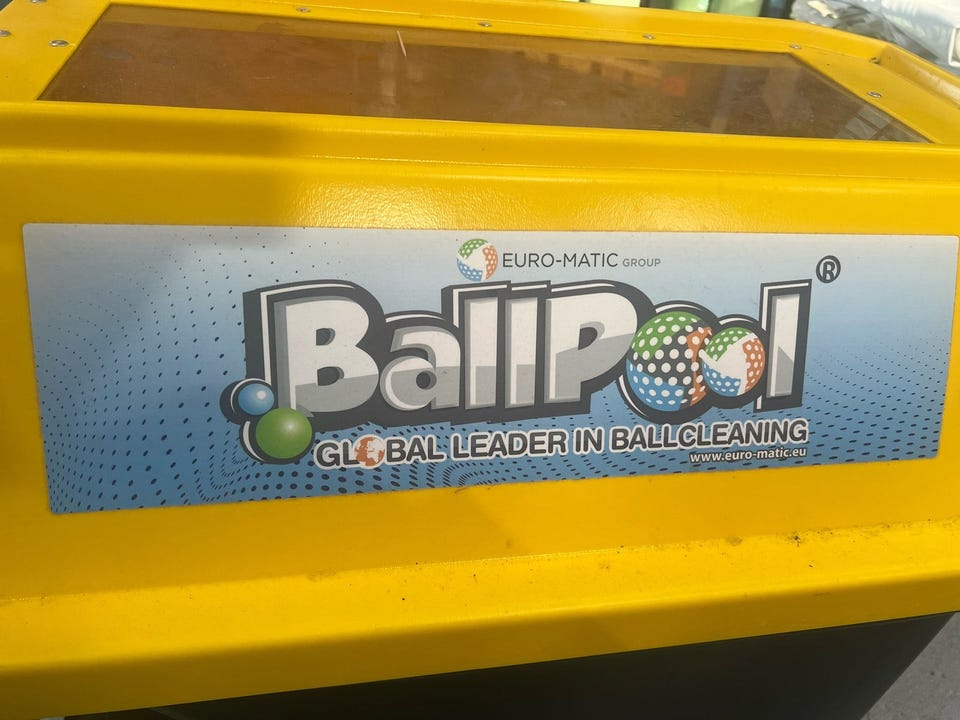 EURO-MATIC GROUP
BallPool®
GLOBAL LEADER IN BALLCLEANING
www.euro-matic.eu